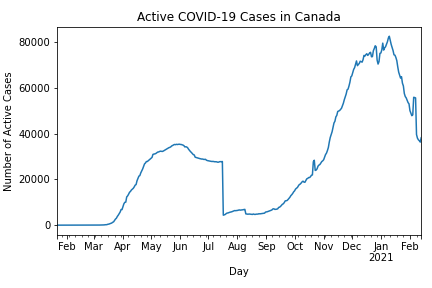 Active COVID-19 Cases in Canada
Number of Active Cases
80000
60000
40000
20000
0
Feb Mar Apr May Jun Jul Aug Sep Oct Nov Dec Jan Feb
2021
Day